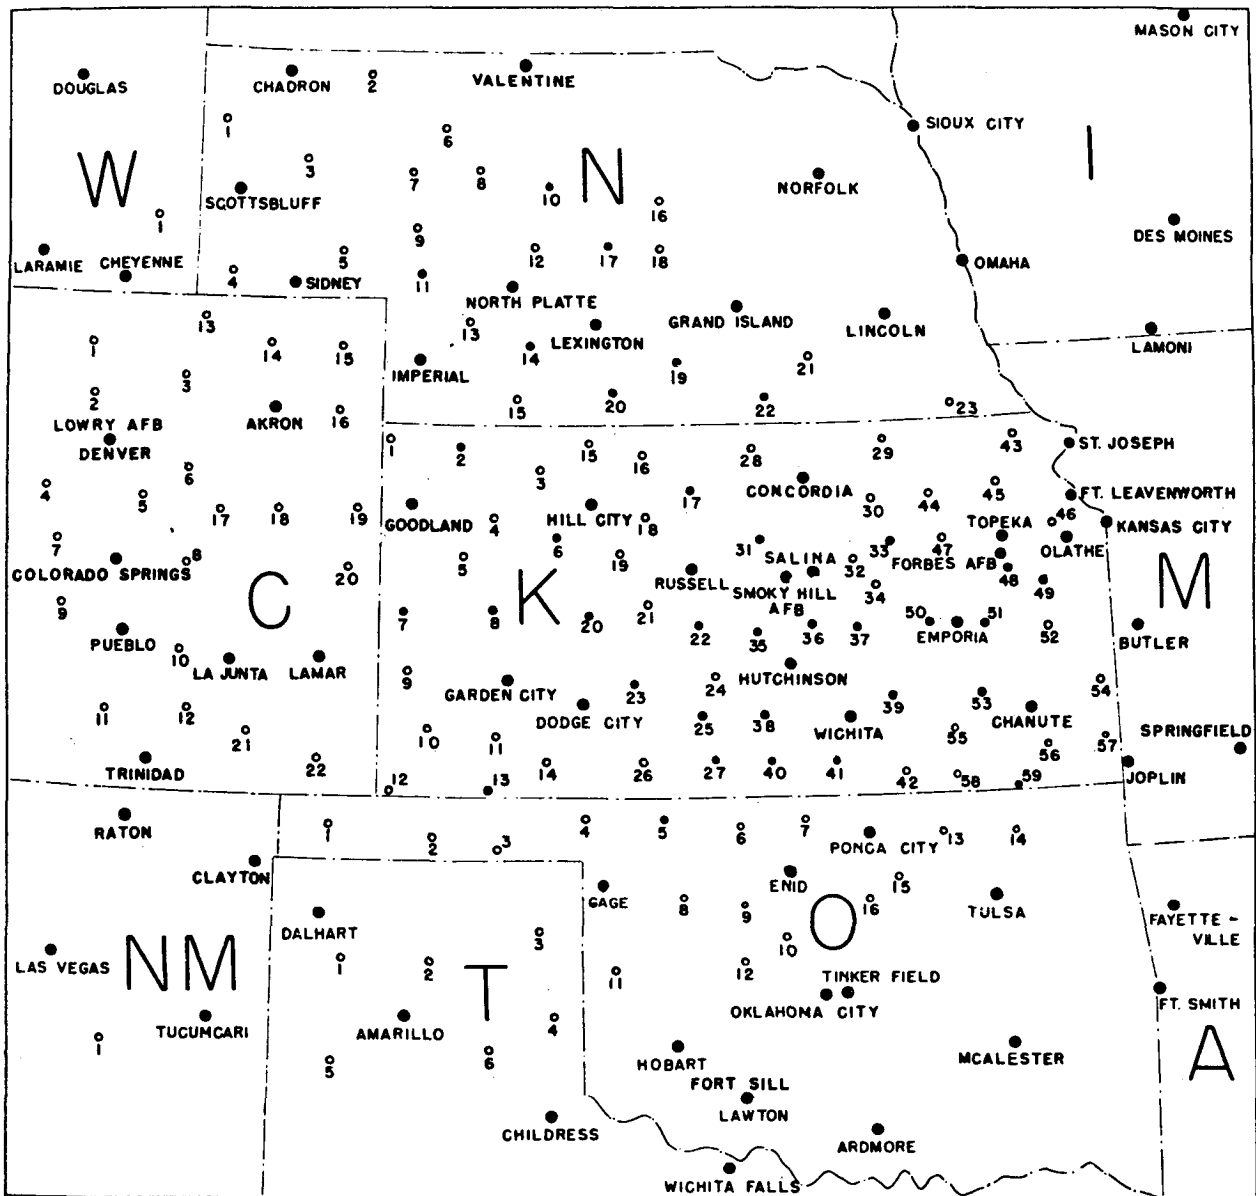 MASON CITY
DOUGLAS
CHADRON
2
VALENTINE
1
6
SIOUX CITY
W
3
7
8
N
10
NORFOLK
I
SCOTTSBLUFF
16
1
9
DES MOINES
LARAMIE
CHEYENNE
5
12
17
18
OMAHA
4
SIDNEY
11
NORTH PLATTE
13
13
GRAND ISLAND
LINCOLN
1
14
15
LEXINGTON
14
LAMONI
3
IMPERIAL
19
21
2
15
20
22
23
LOWRY AFB
AKRON
16
DENVER
1
2
15
16
28
29
43
ST. JOSEPH
6
3
4
5
CONCORDIA
44
45
FT. LEAVENWORTH
17
18
19
GOODLAND
4
HILL CITY
18
17
30
TOPEKA
46
KANSAS CITY
7
8
6
31
SALINA
33
47
OLATHE
COLORADO SPRINGS
20
5
19
RUSSELL
32
FORBES AFB
48
M
C
K
SMOKY HILL
AFB
34
49
9
7
8
20
21
22
35
36
37
50
EMPORIA
51
52
BUTLER
PUEBLO
10
LA JUNTA
LAMAR
9
GARDEN CITY
23
24
HUTCHINSON
39
53
54
11
12
DODGE CITY
25
38
WICHITA
CHANUTE
SPRINGFIELD
21
10
11
55
56
57
TRINIDAD
22
12
13
14
26
27
40
41
42
58
59
JOPLIN
RATON
1
2
3
4
5
6
7
PONCA CITY
13
14
CLAYTON
ENID
15
GAGE
8
9
16
TULSA
FAYETTE-
VILLE
DALHART
3
10
O
LAS VEGAS
NM
1
2
T
11
12
TINKER FIELD
TUCUMCARI
AMARILLO
4
OKLAHOMA CITY
FT. SMITH
1
5
6
HOBART
MCALESTER
A
FORT SILL
LAWTON
CHILDRESS
ARDMORE
WICHITA FALLS